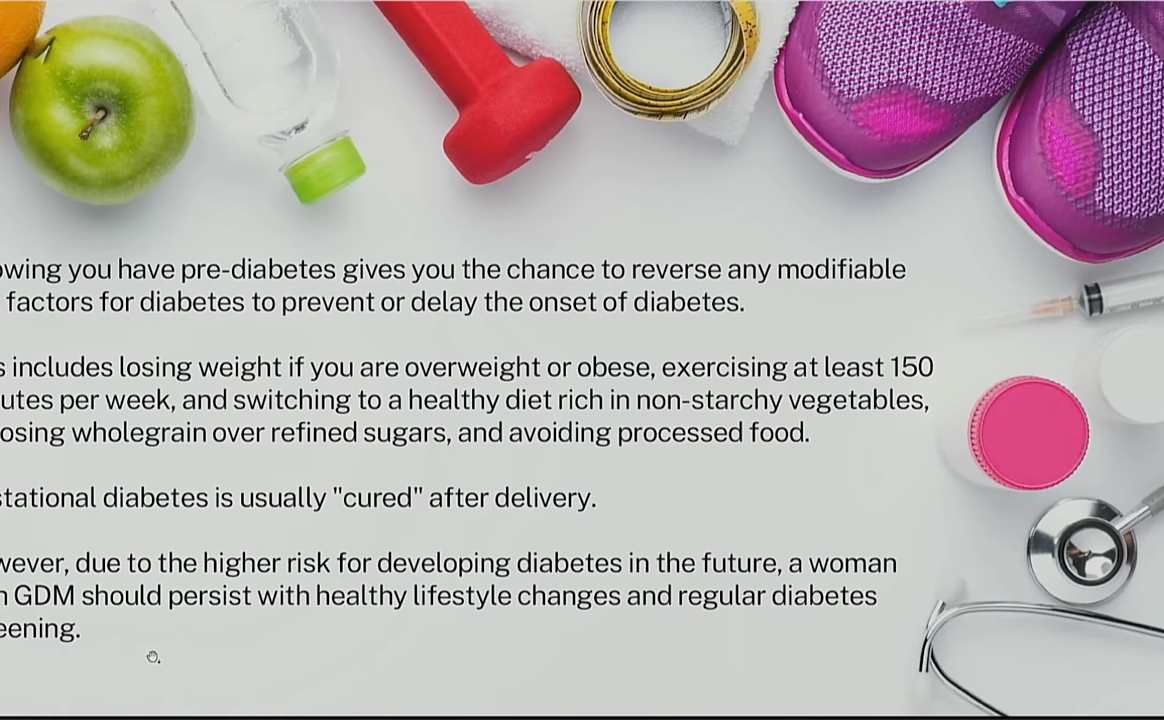 owing you have pre-diabetes gives you the chance to reverse any modifiable
factors for diabetes to prevent or delay the onset of diabetes.
s includes losing weight if you are overweight or obese, exercising at least 150
utes per week, and switching to a healthy diet rich in non-starchy vegetables,
osing wholegrain over refined sugars, and avoiding processed food.
stational diabetes is usually "cured" after delivery.
wever, due to the higher risk for developing diabetes in the future, a woman
n GDM should persist with healthy lifestyle changes and regular diabetes
eening.